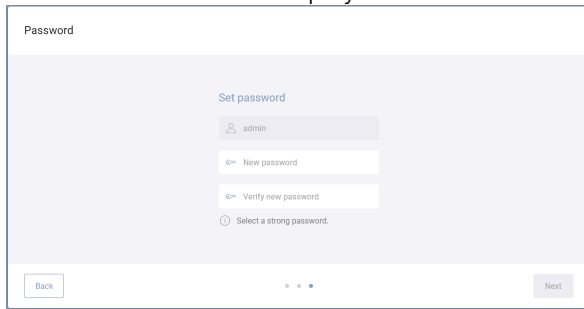 Password
Set password
admin
New password
Verify new password
Select a strong password.
Back
Next